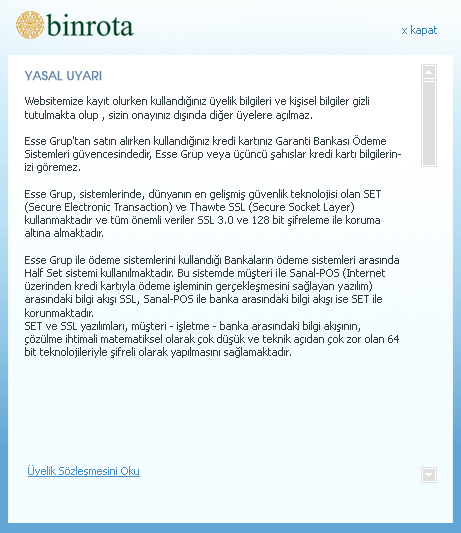 binrota
x kapat
YASAL UYARI
Websitemize kayıt olurken kullandığınız üyelik bilgileri ve kişisel bilgiler gizli
tutulmakta olup , sizin onayınız dışında diğer üyelere açılmaz.
Esse Grup'tan satın alırken kullandığınız kredi kartınız Garanti Bankası Ödeme
Sistemleri güvencesindedir, Esse Grup veya üçüncü şahıslar kredi kartı bilgilerin-
izi göremez.
Esse Grup, sistemlerinde, dünyanın en gelişmiş güvenlik teknolojisi olan SET
(Secure Electronic Transaction) ve Thawte SSL (Secure Socket Layer)
kullanmaktadır ve tüm önemli veriler SSL 3.0 ve 128 bit şifreleme ile koruma
altına almaktadır.
Esse Grup ile ödeme sistemlerini kullandığı Bankaların ödeme sistemleri arasında
Half Set sistemi kullanılmaktadır. Bu sistemde müşteri ile Sanal-POS (Internet
üzerinden kredi kartıyla ödeme işleminin gerçekleşmesini sağlayan yazılım)
arasındaki bilgi akışı SSL, Sanal-POS ile banka arasındaki bilgi akışı ise SET ile
korunmaktadır.
SET ve SSL yazılımları, müşteri - işletme - banka arasındaki bilgi akışının,
çözülme ihtimali matematiksel olarak çok düşük ve teknik açıdan çok zor olan 64
bit teknolojileriyle şifreli olarak yapılmasını sağlamaktadır.
Üyelik Sözleşmesini Oku